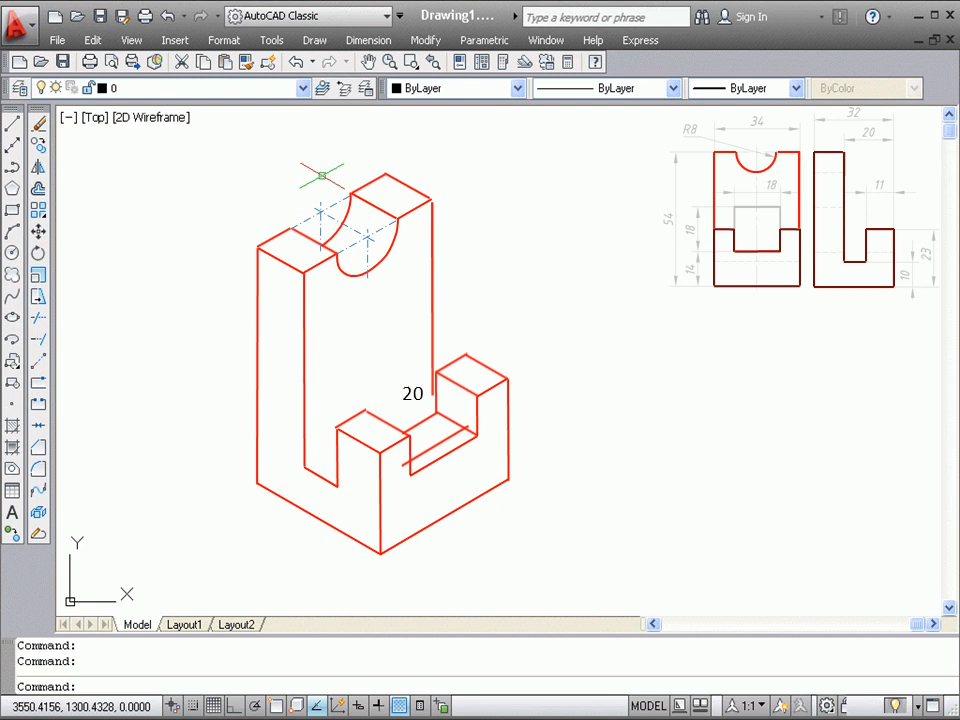 AutoCAD Classic
Drawing1....
Type a keyword or phrase
Sign In
File Edit View Insert Format Tools Draw Dimension Modify Parametric Window Help Express
0
ByLayer
ByLayer
ByLayer
ByColor
[−] [Top] [2D Wireframe]
R8
34
32
20
18
11
54
18
14
23
10
20
Y
X
Model Layout1 Layout2
Command:
Command:
Command:
3550.4156, 1300.4328, 0.0000
MODEL
1:1